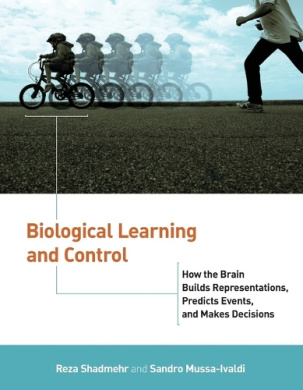 Biological Learning
and Control
How the Brain
Builds Representations,
Predicts Events,
and Makes Decisions
Reza Shadmehr and Sandro Mussa-Ivaldi